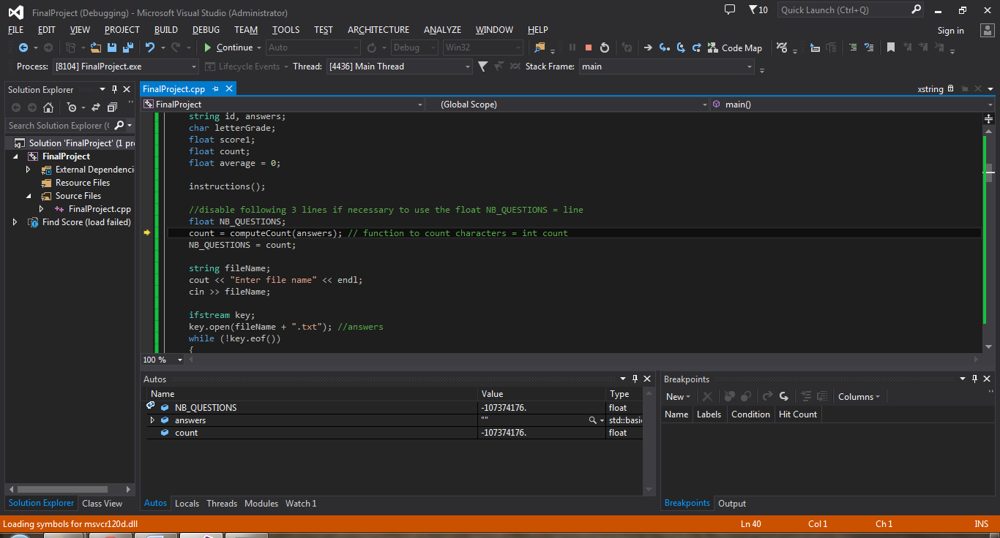 FinalProject (Debugging) - Microsoft Visual Studio (Administrator)
10
Quick Launch (Ctrl+Q)
FILE EDIT VIEW PROJECT BUILD DEBUG TEAM TOOLS TEST ARCHITECTURE ANALYZE WINDOW HELP
Sign in
Continue Auto Debug Win32 Code Map
Process: [8104] FinalProject.exe Lifecycle Events Thread: [4436] Main Thread Stack Frame: main
Solution Explorer
Search Solution Explorer (
Solution 'FinalProject' (1 pr
FinalProject
External Dependenci
Resource Files
Source Files
FinalProject.cpp
Find Score (load failed)
Solution Explorer Class View
FinalProject.cpp xstring
FinalProject (Global Scope) main()
string id, answers;
char letterGrade;
float score1;
float count;
float average = 0;
instructions();
//disable following 3 lines if necessary to use the float NB_QUESTIONS = line
float NB_QUESTIONS;
count = computeCount(answers); // function to count characters = int count
NB_QUESTIONS = count;
string fileName;
cout << "Enter file name" << endl;
cin >> fileName;
ifstream key;
key.open(fileName + ".txt"); //answers
while (!key.eof())
{
100 %
Autos
Name Value Type
NB_QUESTIONS -107374176. float
answers "" std::basic
count -107374176. float
Autos Locals Threads Modules Watch 1
Breakpoints
New Columns
Name Labels Condition Hit Count
Breakpoints Output
Loading symbols for msvcr120d.dll Ln 40 Col 1 Ch 1 INS